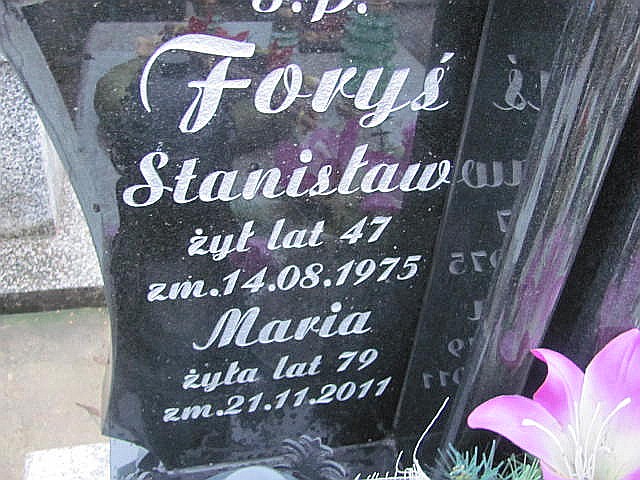 ś.p.
Foryś
Stanisław
żył lat 47
zm.14.08.1975
Maria
żyła lat 79
zm.21.11.2011